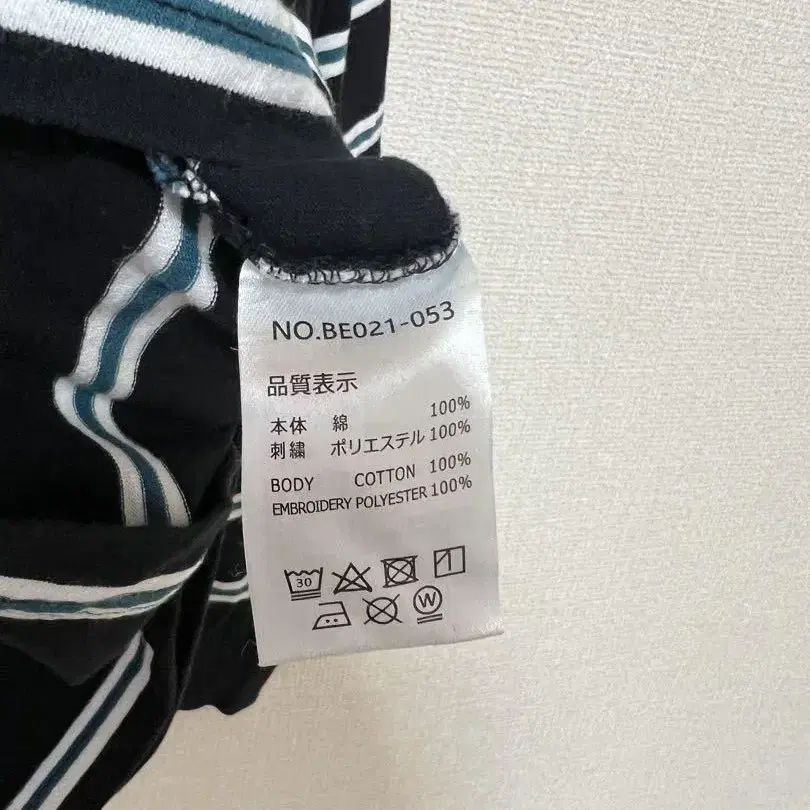 NO.BE021-053
品質表示
本体 綿 100%
刺繍 ポリエステル 100%
BODY COTTON 100%
EMBROIDERY POLYESTER 100%
30
W